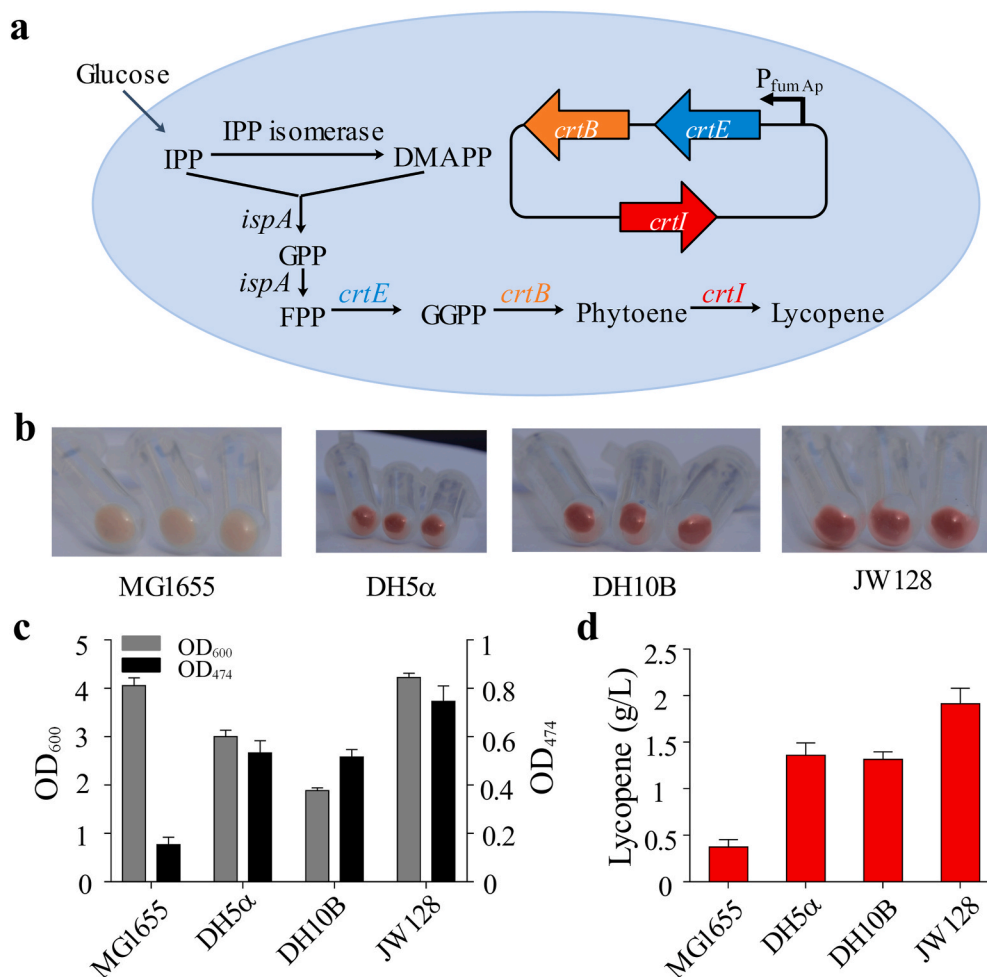 a
Glucose
P fum Ap
IPP isomerase
IPP
DMAPP
crtB
crtE
ispA
crtI
GPP
ispA
crtE
crtB
crtI
FPP
GGPP
Phytoene
Lycopene
b
MG1655
DH5α
DH10B
JW128
c
OD600
OD474
5
4
3
2
1
0
OD600
1
0.8
0.6
0.4
0.2
0
OD474
MG1655
DH5α
DH10B
JW128
d
2.5
2
1.5
1
0.5
0
Lycopene (g/L)
MG1655
DH5α
DH10B
JW128